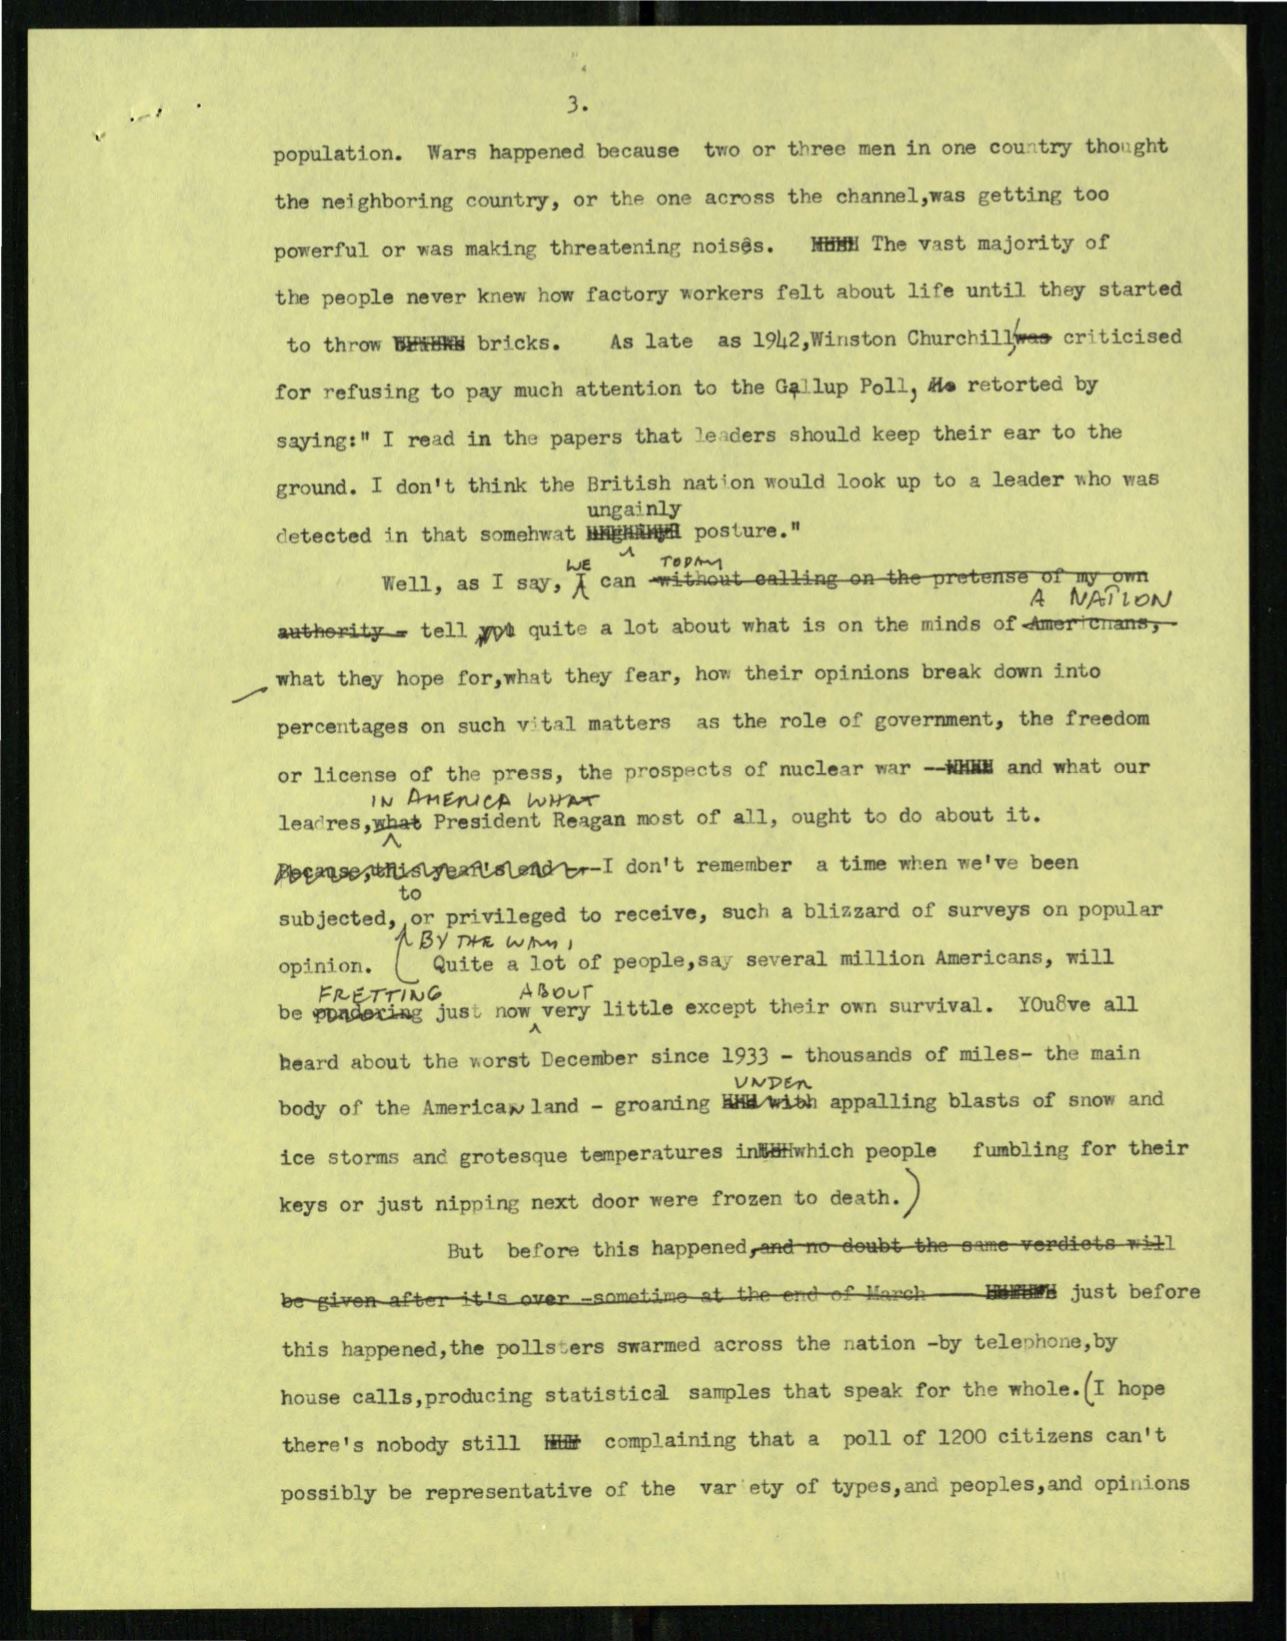 3.
population. Wars happened because two or three men in one country thought
the neighboring country, or the one across the channel,was getting too
powerful or was making threatening noises. The vast majority of
the people never knew how factory workers felt about life until they started
to throw bricks. As late as 1942,Winston Churchill, was criticised
for refusing to pay much attention to the Gallup Poll, He retorted by
saying:" I read in the papers that leaders should keep their ear to the
ground. I don't think the British nation would look up to a leader who was
ungainly
detected in that somehwat posture."
WE TODAY
Well, as I say, I can without calling on the pretense of my own
A NATION
authority - tell you quite a lot about what is on the minds of Americnans,
what they hope for,what they fear, how their opinions break down into
percentages on such vital matters as the role of government, the freedom
or license of the press, the prospects of nuclear war -- and what our
IN AMERICA WHAT
leadres,what President Reagan most of all, ought to do about it.
Because,this year's end I don't remember a time when we've been
to
subjected, or privileged to receive, such a blizzard of surveys on popular
BY THE WAY,
opinion. ( Quite a lot of people,say several million Americans, will
FRETTING ABOUT
be pondering just now very little except their own survival. YOu8ve all
heard about the worst December since 1933 - thousands of miles- the main
UNDER
body of the American land - groaning with appalling blasts of snow and
ice storms and grotesque temperatures in which people fumbling for their
keys or just nipping next door were frozen to death.)
But before this happened,and no doubt the same verdicts will
be given after it's over -sometime at the end of March just before
this happened,the pollsters swarmed across the nation -by telephone,by
house calls,producing statistical samples that speak for the whole.(I hope
there's nobody still complaining that a poll of 1200 citizens can't
possibly be representative of the variety of types,and peoples,and opinions